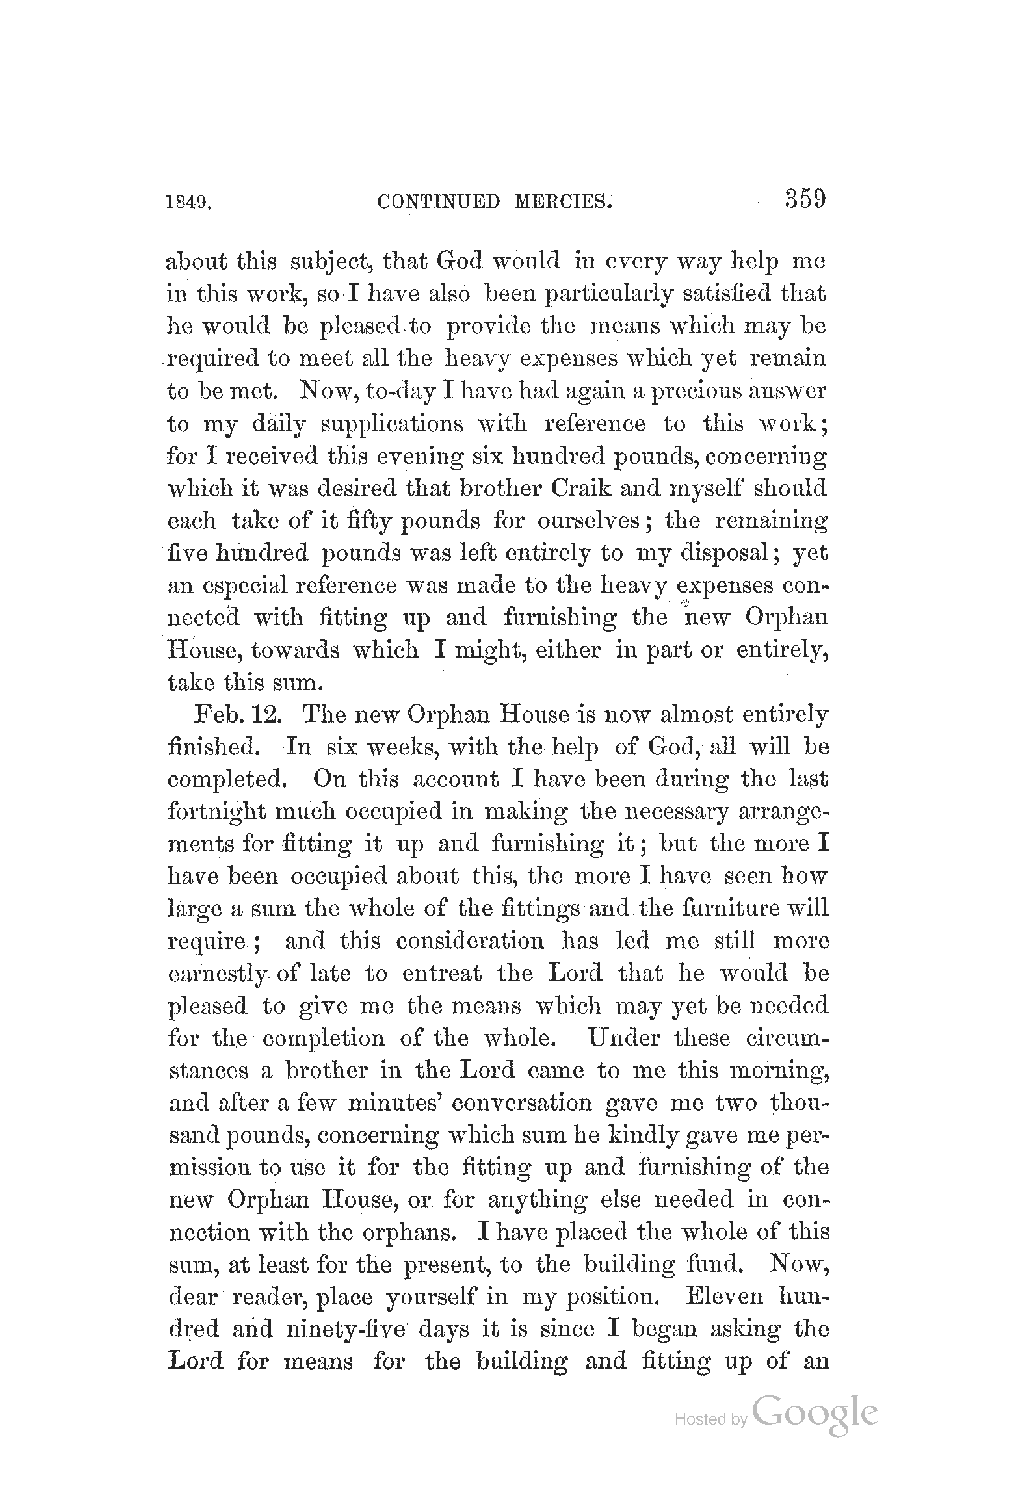 1849. CONTINUED MERCIES. 359
about this subject, that God would in every way help me
in this work, so I have also been particularly satisfied that
he would be pleased to provide the means which may be
required to meet all the heavy expenses which yet remain
to be met. Now, to-day I have had again a precious answer
to my daily supplications with reference to this work;
for I received this evening six hundred pounds, concerning
which it was desired that brother Craik and myself should
each take of it fifty pounds for ourselves; the remaining
five hundred pounds was left entirely to my disposal; yet
an especial reference was made to the heavy expenses con-
nected with fitting up and furnishing the new Orphan
House, towards which I might, either in part or entirely,
take this sum.
Feb. 12. The new Orphan House is now almost entirely
finished. In six weeks, with the help of God, all will be
completed. On this account I have been during the last
fortnight much occupied in making the necessary arrange-
ments for fitting it up and furnishing it; but the more I
have been occupied about this, the more I have seen how
large a sum the whole of the fittings and the furniture will
require; and this consideration has led me still more
earnestly of late to entreat the Lord that he would be
pleased to give me the means which may yet be needed
for the completion of the whole. Under these circum-
stances a brother in the Lord came to me this morning,
and after a few minutes' conversation gave me two thou-
sand pounds, concerning which sum he kindly gave me per-
mission to use it for the fitting up and furnishing of the
new Orphan House, or for anything else needed in con-
nection with the orphans. I have placed the whole of this
sum, at least for the present, to the building fund. Now,
dear reader, place yourself in my position. Eleven hun-
dred and ninety-five days it is since I began asking the
Lord for means for the building and fitting up of an
Hosted by Google